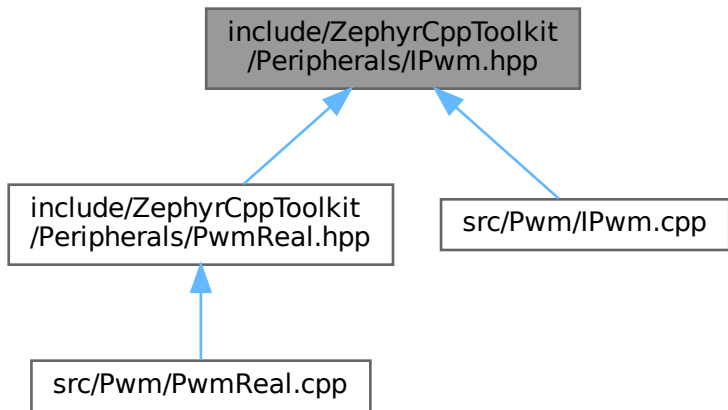 include/ZephyrCppToolkit
/Peripherals/IPwm.hpp
include/ZephyrCppToolkit
/Peripherals/PwmReal.hpp
src/Pwm/IPwm.cpp
src/Pwm/PwmReal.cpp